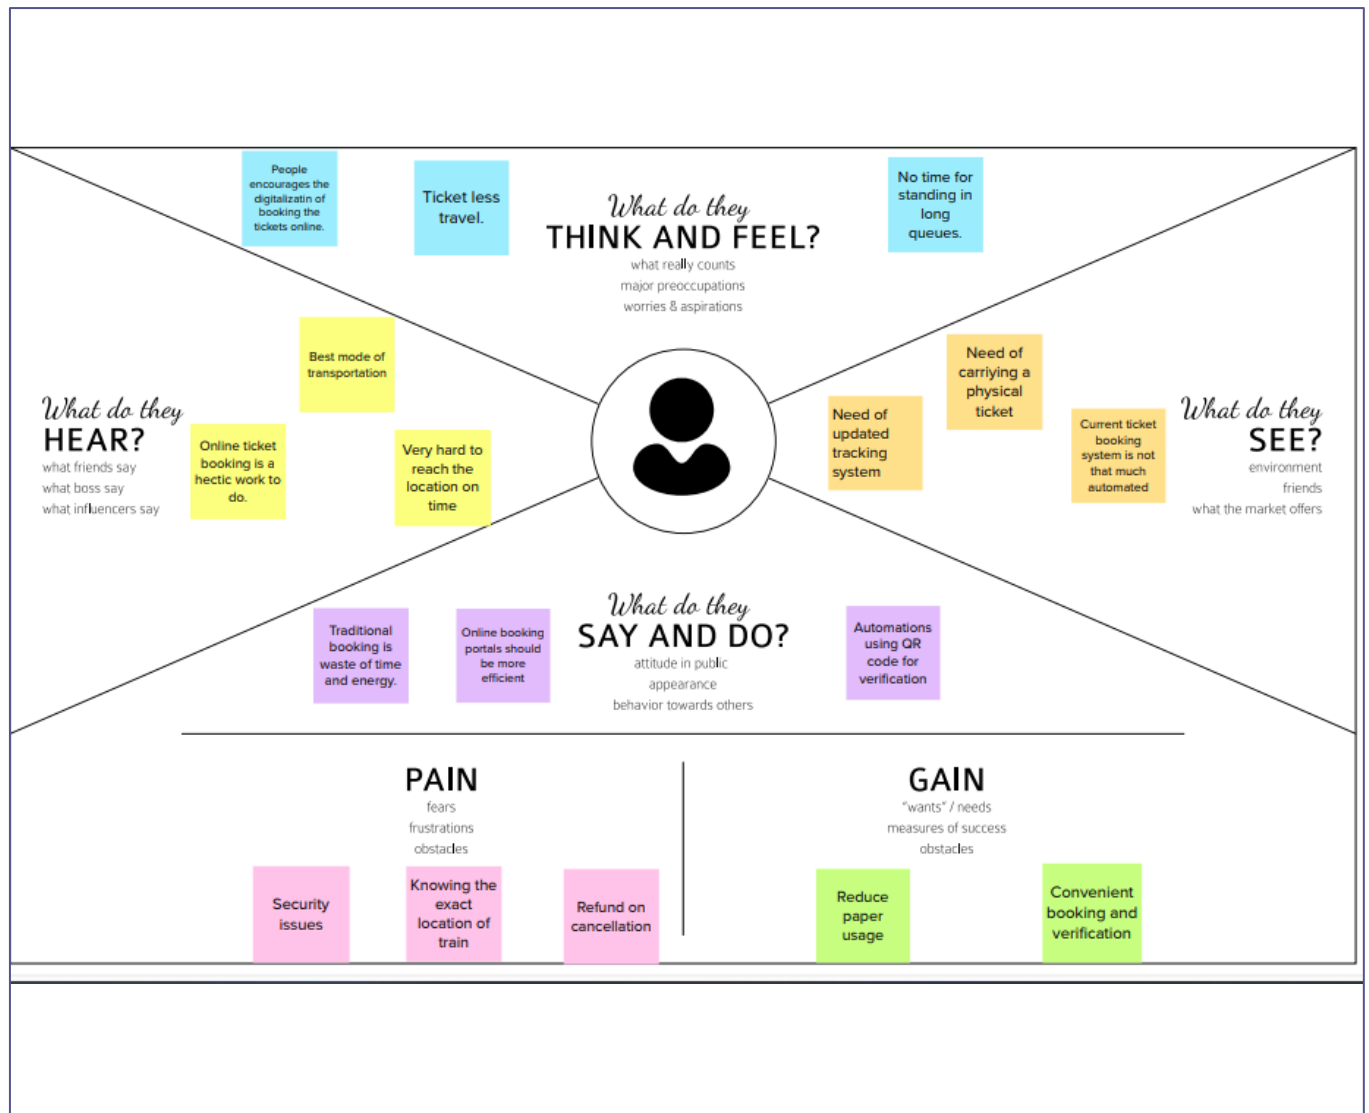 People
encourages the
digitalizatin of
booking the
tickets online.
Ticket less
travel.
What do they
THINK AND FEEL?
what really counts
major preoccupations
worries & aspirations
No time for
standing in
long
queues.
What do they
HEAR?
what friends say
what boss say
what influencers say
Best mode of
transportation
Online ticket
booking is a
hectic work to
do.
Very hard to
reach the
location on
time
Need of
updated
tracking
system
Need of
carriying a
physical
ticket
Current ticket
booking
system is not
that much
automated
What do they
SEE?
environment
friends
what the market offers
Traditional
booking is
waste of time
and energy.
Online booking
portals should
be more
efficient
What do they
SAY AND DO?
attitude in public
appearance
behavior towards others
Automations
using QR
code for
verification
PAIN
fears
frustrations
obstacles
Security
issues
Knowing the
exact
location of
train
Refund on
cancellation
GAIN
"wants" / needs
measures of success
obstacles
Reduce
paper
usage
Convenient
booking and
verification